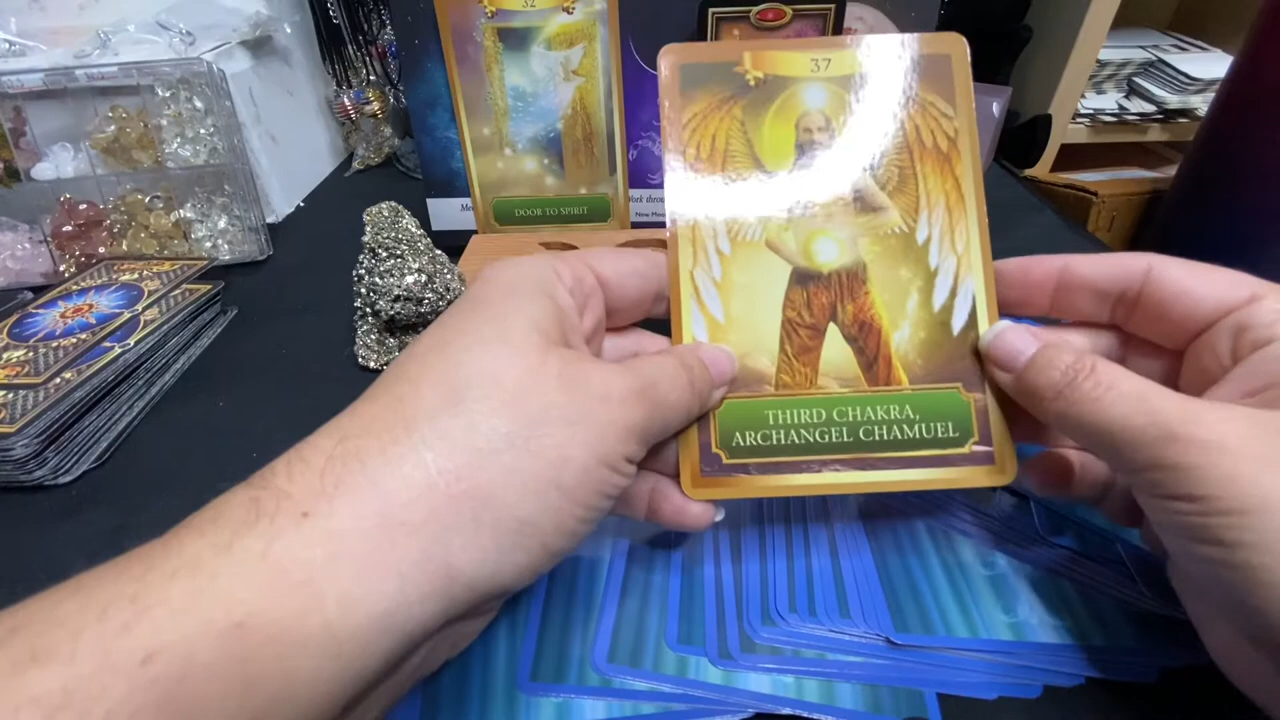 32
DOOR TO SPIRIT
37
THIRD CHAKRA,
ARCHANGEL CHAMUEL